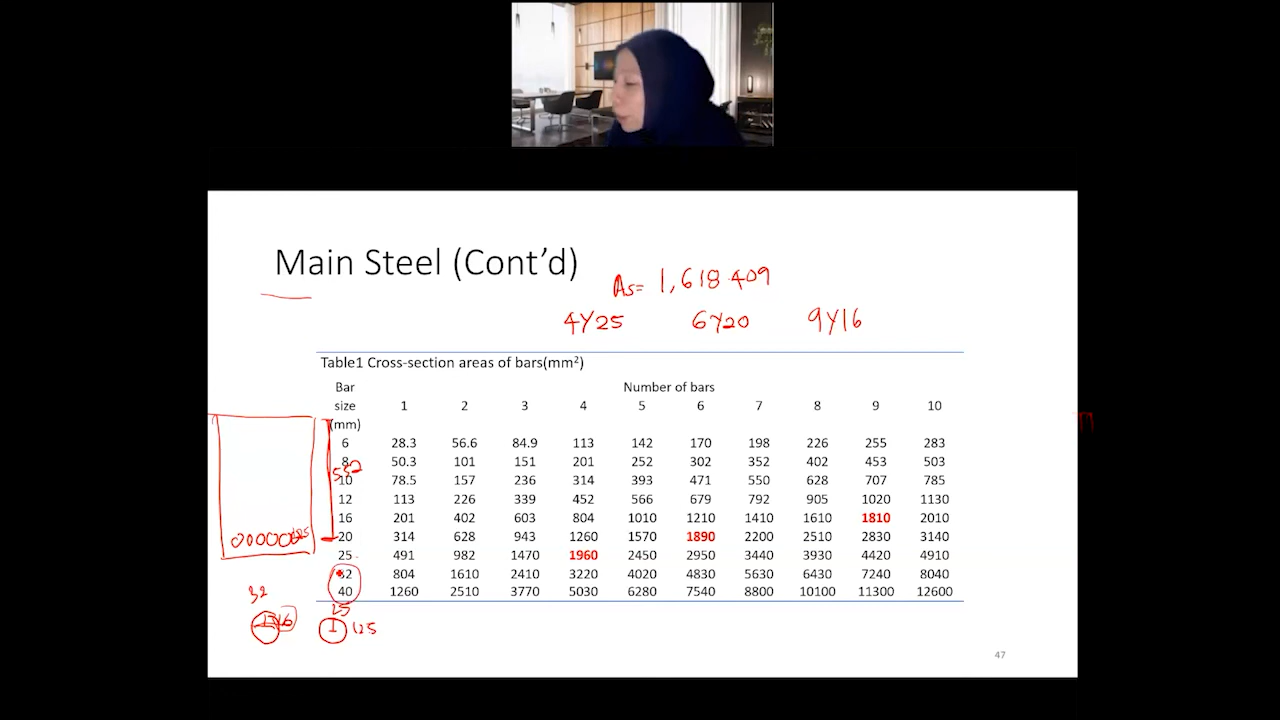 Main Steel (Cont'd)
As= 1,618.409
4Y25 6Y20 9Y16
Table1 Cross-section areas of bars(mm²)
Bar size (mm) Number of bars
1 2 3 4 5 6 7 8 9 10
6 28.3 56.6 84.9 113 142 170 198 226 255 283
8 50.3 101 151 201 252 302 352 402 453 503
10 78.5 157 236 314 393 471 550 628 707 785
12 113 226 339 452 566 679 792 905 1020 1130
16 201 402 603 804 1010 1210 1410 1610 1810 2010
20 314 628 943 1260 1570 1890 2200 2510 2830 3140
25 491 982 1470 1960 2450 2950 3440 3930 4420 4910
32 804 1610 2410 3220 4020 4830 5630 6430 7240 8040
40 1260 2510 3770 5030 6280 7540 8800 10100 11300 12600
32
25
16
47